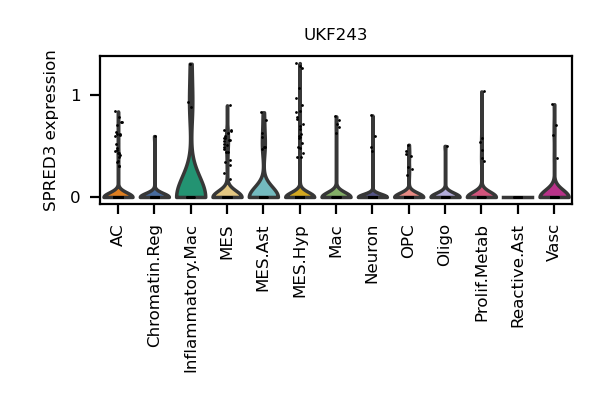 UKF243
SPRED3 expression
1
0
AC
Chromatin.Reg
Inflammatory.Mac
MES
MES.Ast
MES.Hyp
Mac
Neuron
OPC
Oligo
Prolif.Metab
Reactive.Ast
Vasc